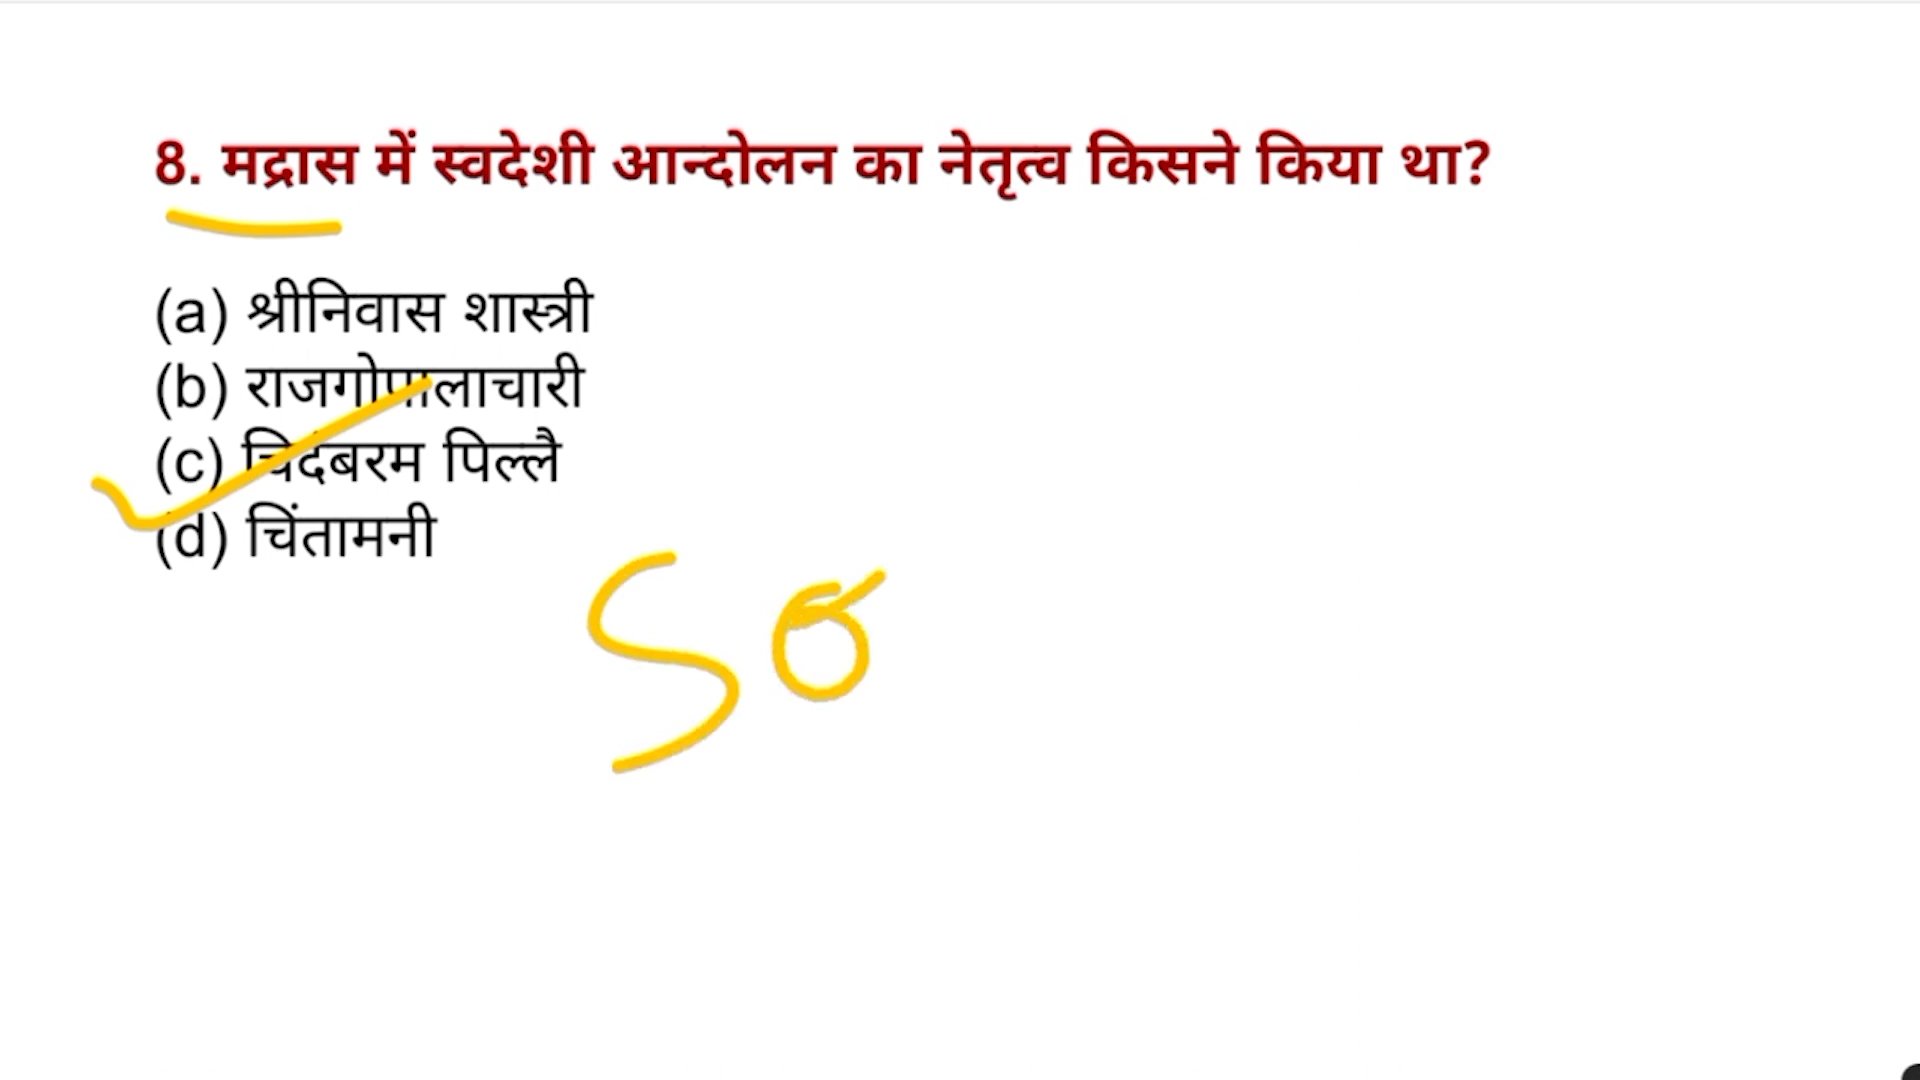 8. मद्रास में स्वदेशी आन्दोलन का नेतृत्व किसने किया था?
(a) श्रीनिवास शास्त्री
(b) राजगोपालाचारी
(c) चिदंबरम पिल्लै
(d) चिंतामनी
So